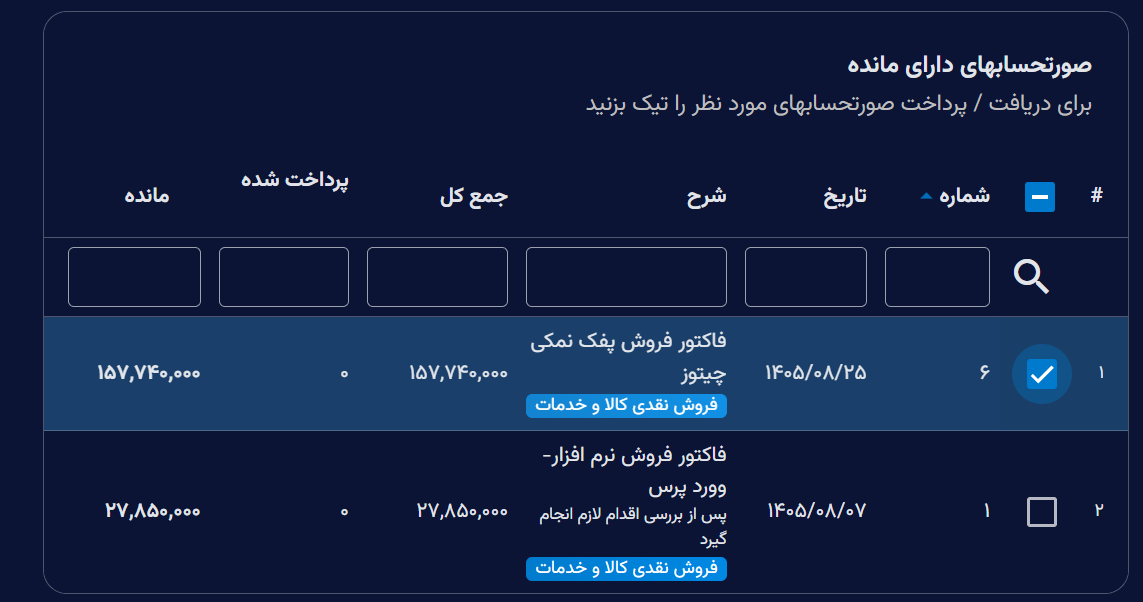 صورتحسابهای دارای مانده
برای دریافت / پرداخت صورتحسابهای مورد نظر را تیک بزنید
# شماره تاریخ شرح جمع کل پرداخت شده مانده
۱ ۶ ۱۴۰۵/۰۸/۲۵ فاکتور فروش پفک نمکی
چیتوز ۱۵۷,۷۴۰,۰۰۰ ۰ ۱۵۷,۷۴۰,۰۰۰
فروش نقدی کالا و خدمات
۲ ۱ ۱۴۰۵/۰۸/۰۷ فاکتور فروش نرم افزار-
وورد پرس ۲۷,۸۵۰,۰۰۰ ۰ ۲۷,۸۵۰,۰۰۰
پس از بررسی اقدام لازم انجام
گیرد
فروش نقدی کالا و خدمات